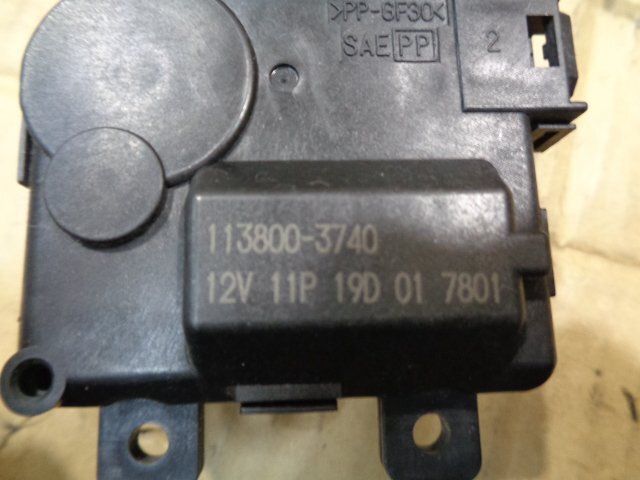 >PP-GF30<
SAE PP
2
113800-3740
12V 11P 19D 01 7801